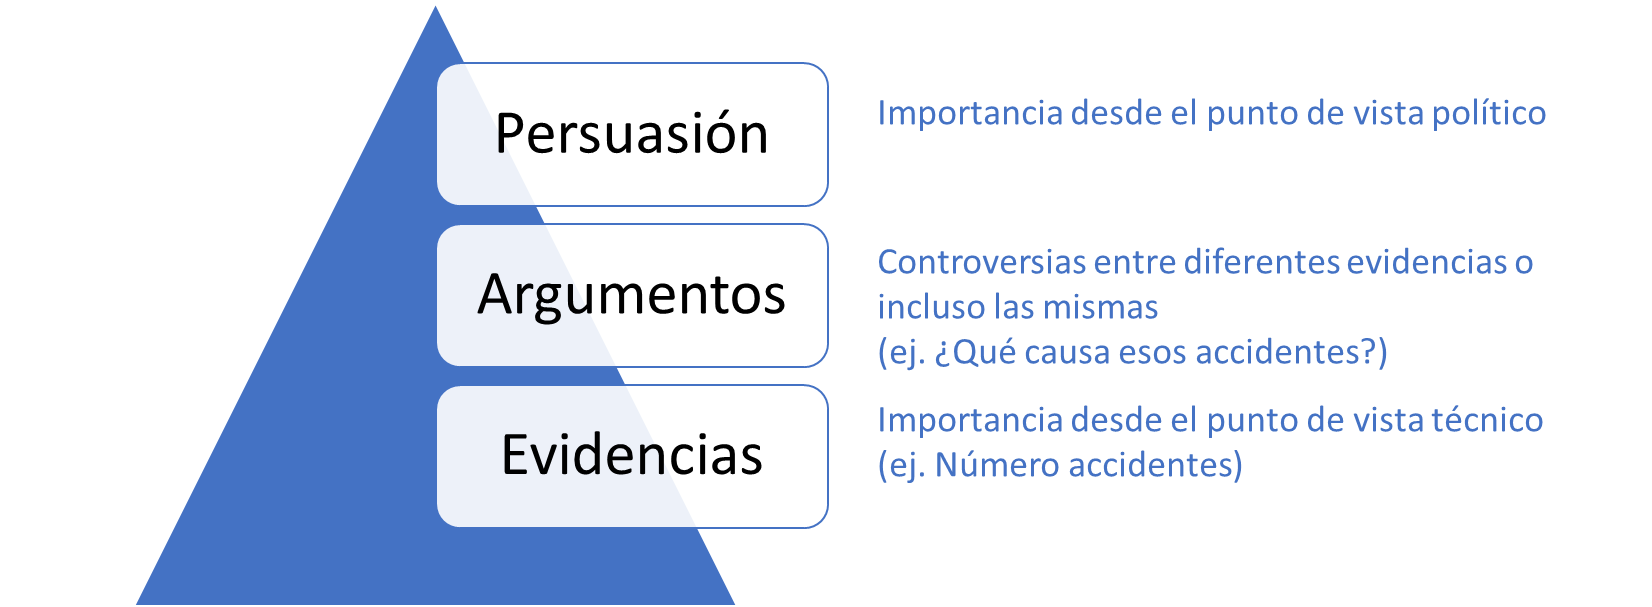 Persuasión
Importancia desde el punto de vista político
Argumentos
Controversias entre diferentes evidencias o
incluso las mismas
(ej. ¿Qué causa esos accidentes?)
Evidencias
Importancia desde el punto de vista técnico
(ej. Número accidentes)